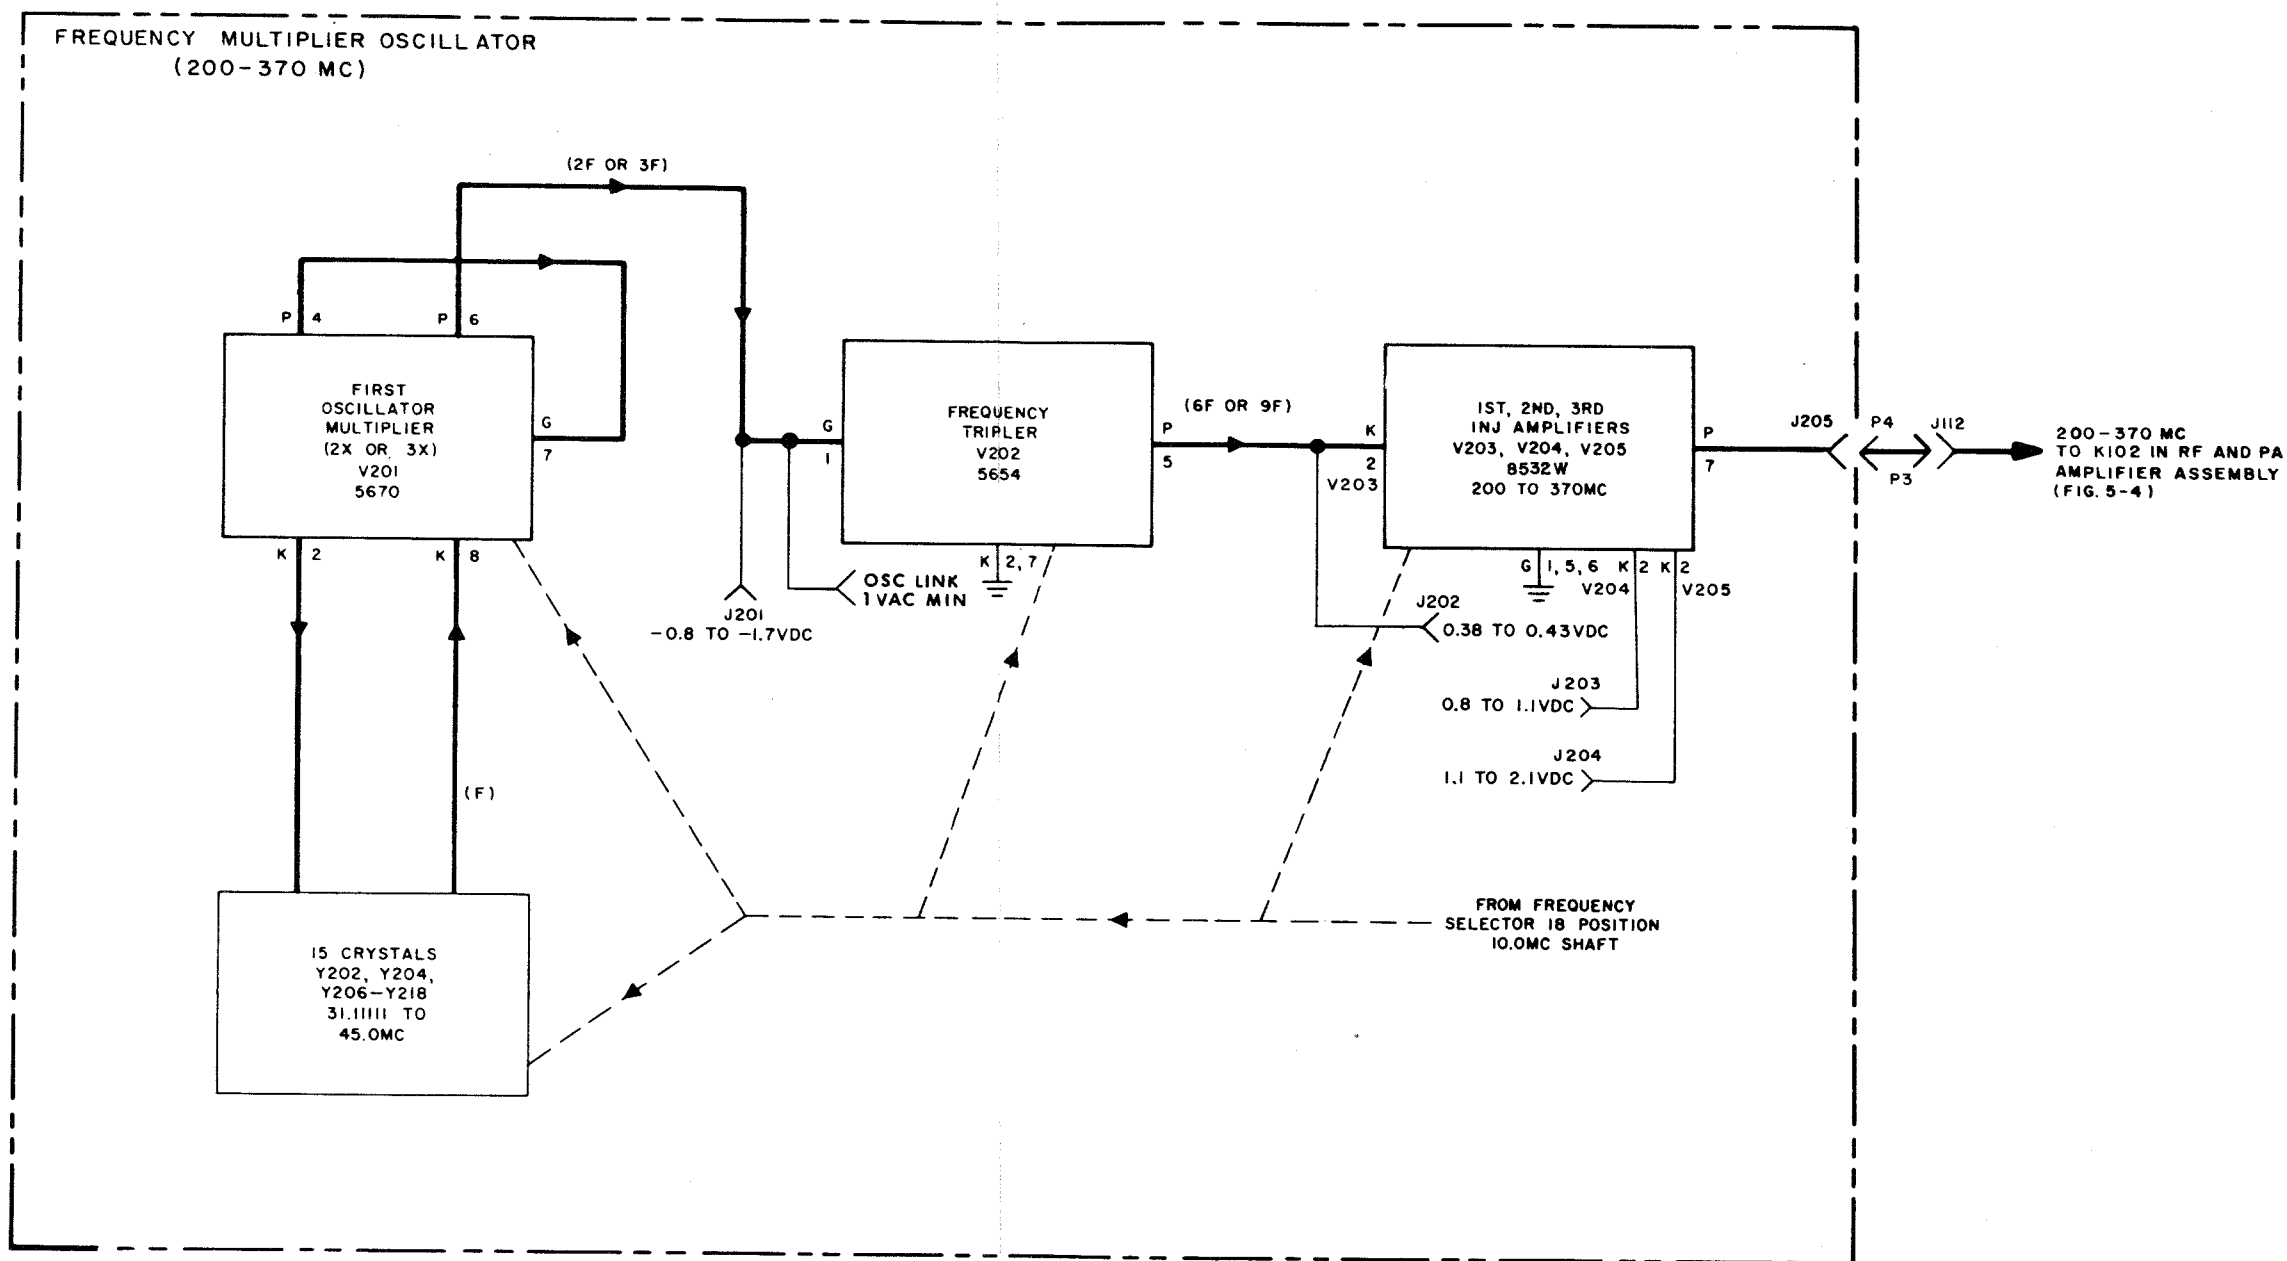 FREQUENCY MULTIPLIER OSCILLATOR
(200-370 MC)
(2F OR 3F)
P 4
P 6
FIRST
OSCILLATOR
MULTIPLIER
(2X OR 3X)
V201
5670
G
7
K 2
K 8
(F)
15 CRYSTALS
Y202, Y204,
Y206-Y218
31.11111 TO
45.0MC
G
1
J201
-0.8 TO -1.7VDC
OSC LINK
1VAC MIN
FREQUENCY
TRIPLER
V202
5654
K 2, 7
P
5
(6F OR 9F)
K
2
V203
1ST, 2ND, 3RD
INJ AMPLIFIERS
V203, V204, V205
8532W
200 TO 370MC
G 1, 5, 6 K 2 K 2
V204 V205
J202
0.38 TO 0.43VDC
J203
0.8 TO 1.1VDC
J204
1.1 TO 2.1VDC
P
7
J205 P4 J112
P3
200-370 MC
TO K102 IN RF AND PA
AMPLIFIER ASSEMBLY
(FIG. 5-4)
FROM FREQUENCY
SELECTOR 18 POSITION
10.0MC SHAFT